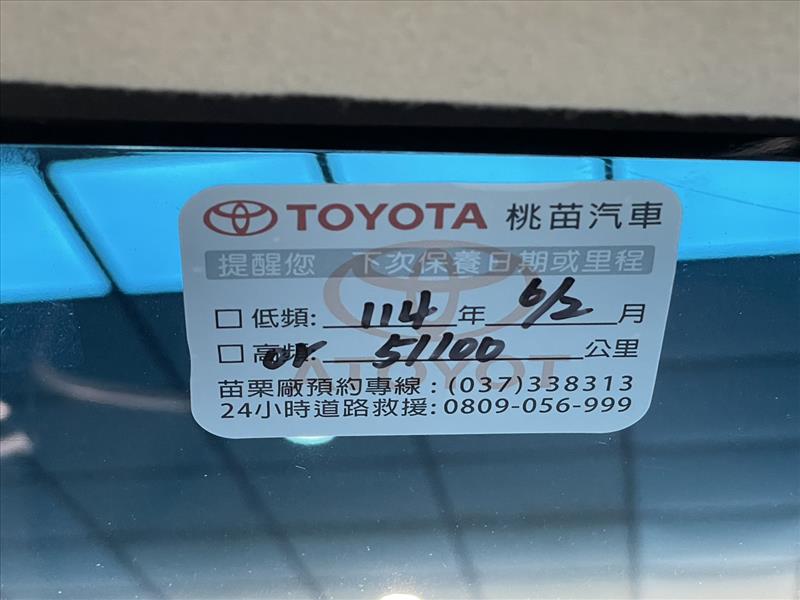 TOYOTA 桃苗汽車
提醒您 下次保養日期或里程
□ 低頻: 114 年 6/2 月
□ 高頻: or 51100 公里
苗栗廠預約專線: (037)338313
24小時道路救援: 0809-056-999
TOYOTA